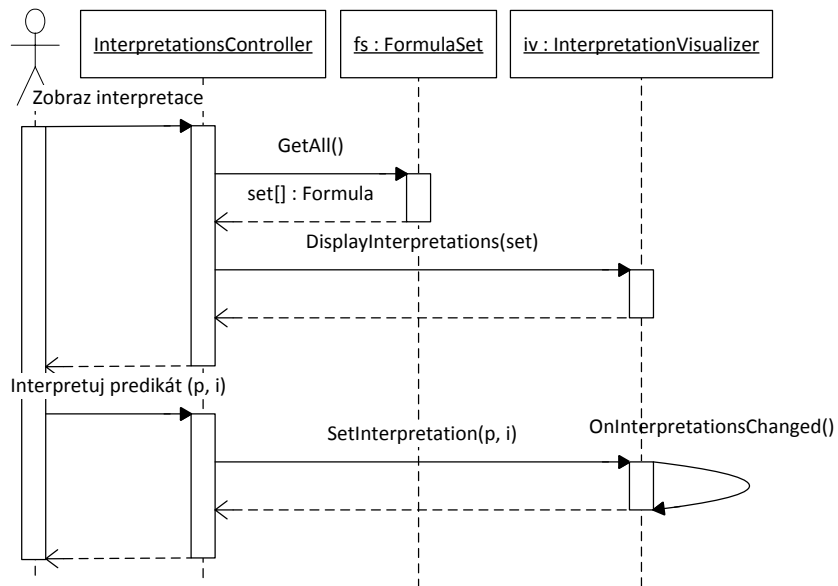 InterpretationsController
fs : FormulaSet
iv : InterpretationVisualizer
Zobraz interpretace
GetAll()
set[] : Formula
DisplayInterpretations(set)
Interpretuj predikát (p, i)
SetInterpretation(p, i)
OnInterpretationsChanged()